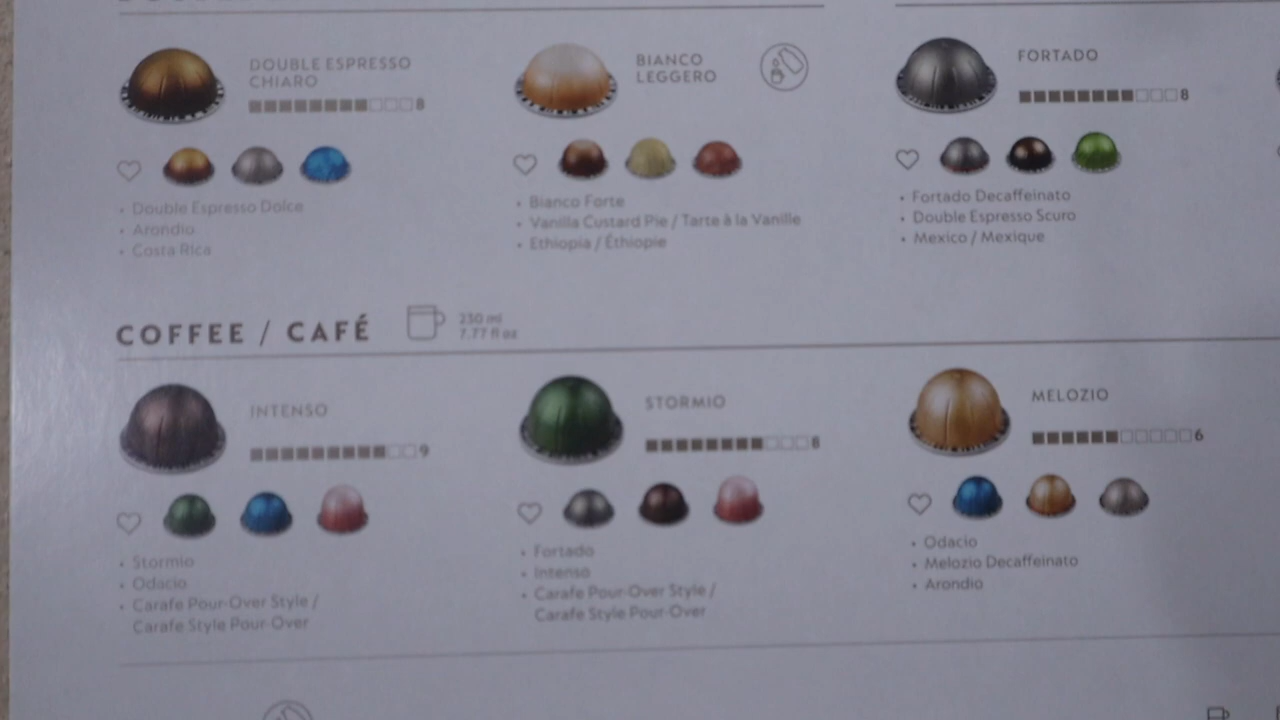 DOUBLE ESPRESSO
CHIARO
8
Double Espresso Dolce
Arondio
Costa Rica
BIANCO
LEGGERO
Bianco Forte
Vanilla Custard Pie / Tarte à la Vanille
Ethiopia / Éthiopie
FORTADO
8
Fortado Decaffeinato
Double Espresso Scuro
Mexico / Mexique
COFFEE / CAFÉ
230 ml
7.77 fl oz
INTENSO
9
Stormio
Odacio
Carafe Pour-Over Style /
Carafe Style Pour-Over
STORMIO
8
Fortado
Intenso
Carafe Pour-Over Style /
Carafe Style Pour-Over
MELOZIO
6
Odacio
Melozio Decaffeinato
Arondio